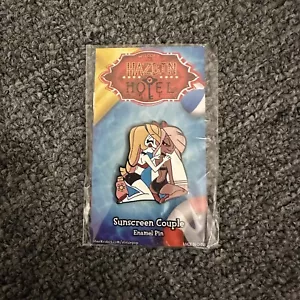 HAZBIN
HOTEL
Sunscreen Couple
Enamel Pin